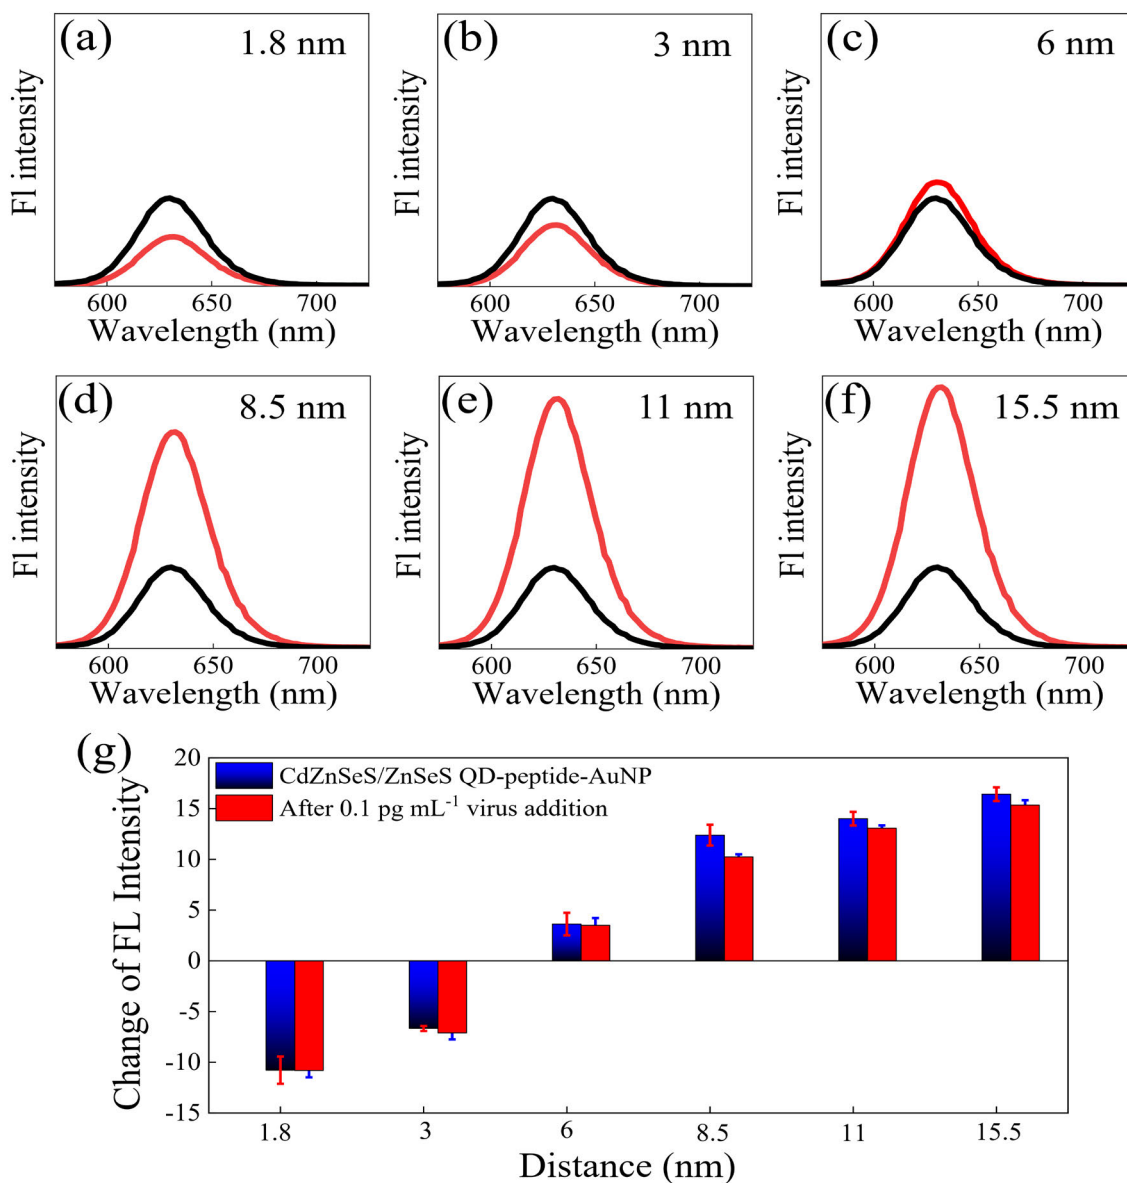 (a) 1.8 nm
Fl intensity
600 650 700
Wavelength (nm)
(b) 3 nm
Fl intensity
600 650 700
Wavelength (nm)
(c) 6 nm
Fl intensity
600 650 700
Wavelength (nm)
(d) 8.5 nm
Fl intensity
600 650 700
Wavelength (nm)
(e) 11 nm
Fl intensity
600 650 700
Wavelength (nm)
(f) 15.5 nm
Fl intensity
600 650 700
Wavelength (nm)
(g)
Change of FL Intensity
20
15
10
5
0
-5
-10
-15
CdZnSeS/ZnSeS QD-peptide-AuNP
After 0.1 pg mL⁻¹ virus addition
1.8 3 6 8.5 11 15.5
Distance (nm)